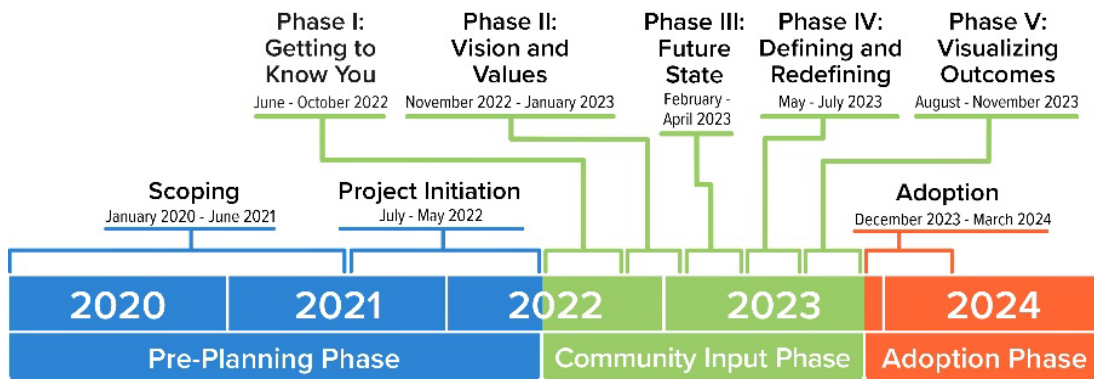 Phase I:
Getting to
Know You
June - October 2022
Phase II:
Vision and
Values
November 2022 - January 2023
Phase III:
Future
State
February -
April 2023
Phase IV:
Defining and
Redefining
May - July 2023
Phase V:
Visualizing
Outcomes
August - November 2023
Scoping
January 2020 - June 2021
Project Initiation
July - May 2022
Adoption
December 2023 - March 2024
2020
2021
2022
2023
2024
Pre-Planning Phase
Community Input Phase
Adoption Phase